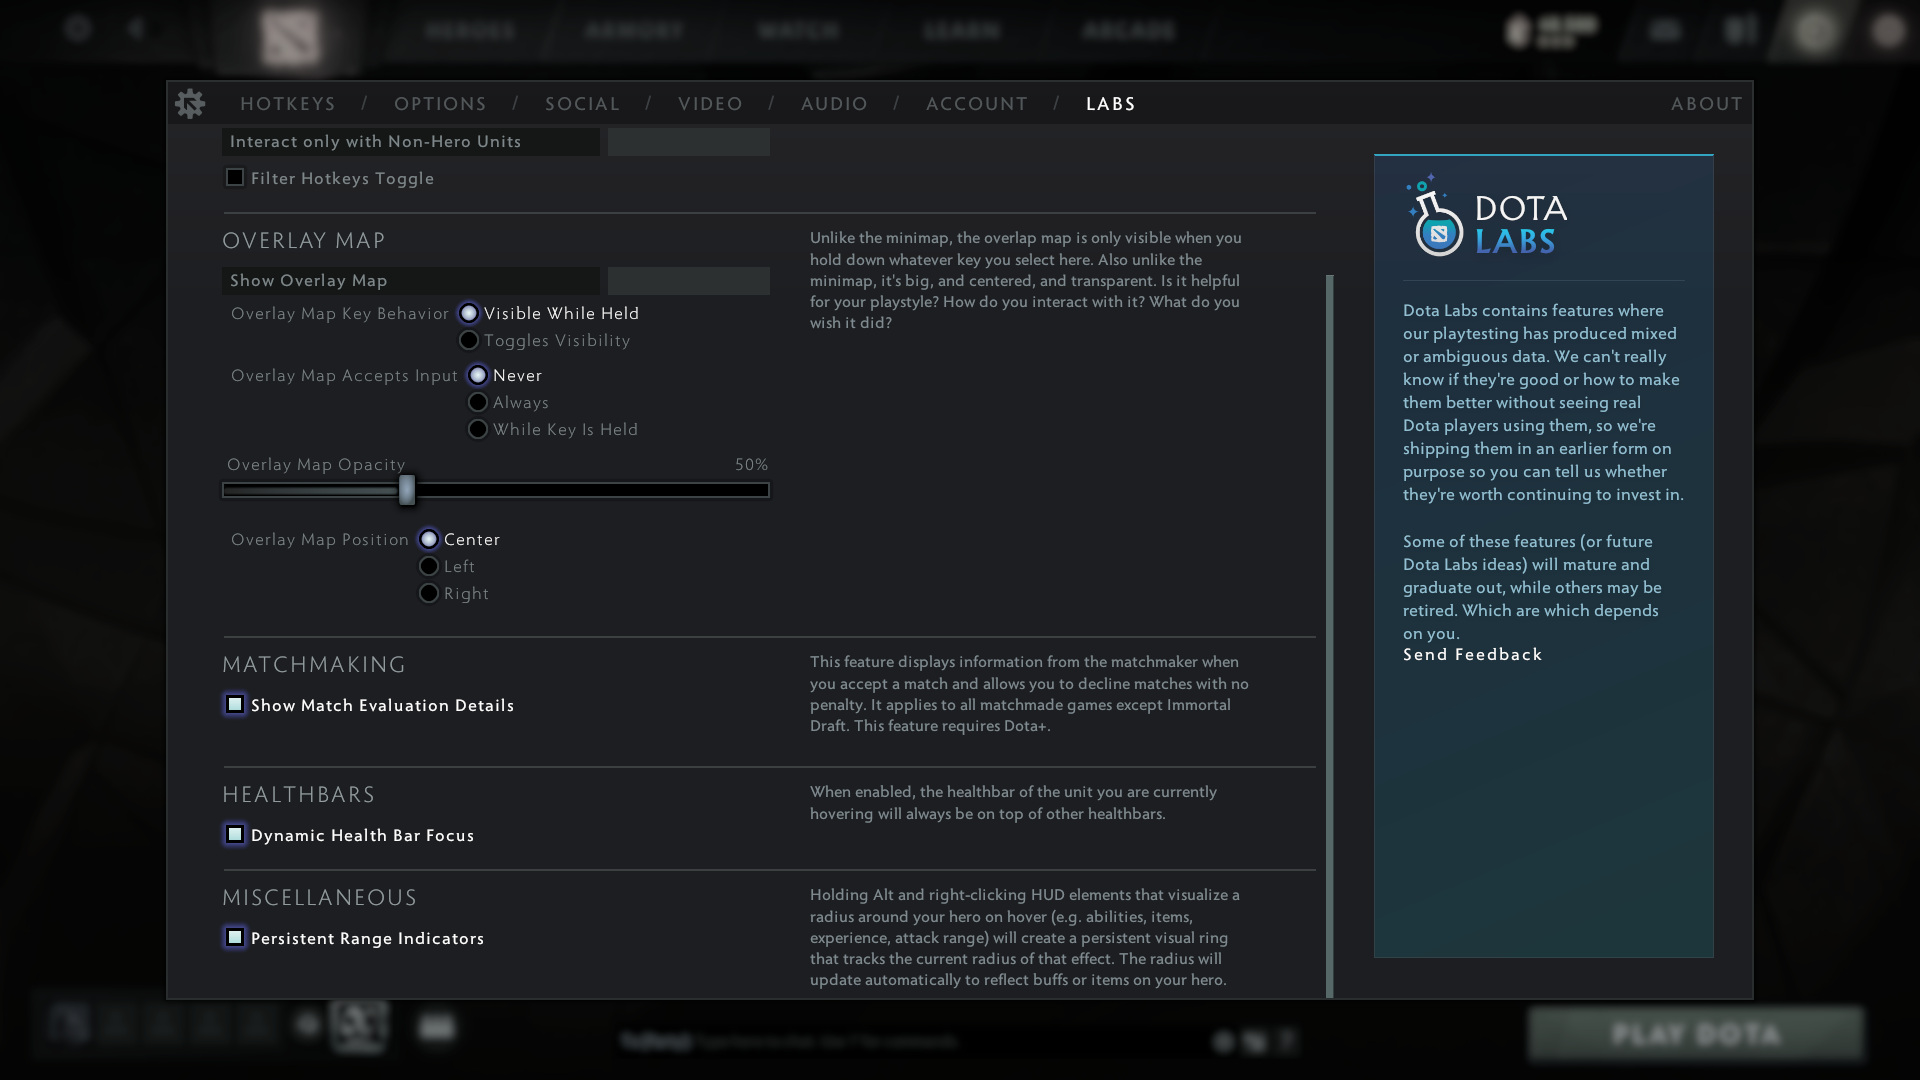 HEROES
ARMORY
WATCH
LEARN
ARCADE
HOTKEYS / OPTIONS / SOCIAL / VIDEO / AUDIO / ACCOUNT / LABS
ABOUT
Interact only with Non-Hero Units
Filter Hotkeys Toggle
OVERLAY MAP
Show Overlay Map
Overlay Map Key Behavior
Visible While Held
Toggles Visibility
Overlay Map Accepts Input
Never
Always
While Key Is Held
Overlay Map Opacity
50%
Overlay Map Position
Center
Left
Right
Unlike the minimap, the overlap map is only visible when you
hold down whatever key you select here. Also unlike the
minimap, it's big, and centered, and transparent. Is it helpful
for your playstyle? How do you interact with it? What do you
wish it did?
MATCHMAKING
Show Match Evaluation Details
This feature displays information from the matchmaker when
you accept a match and allows you to decline matches with no
penalty. It applies to all matchmade games except Immortal
Draft. This feature requires Dota+.
HEALTHBARS
Dynamic Health Bar Focus
When enabled, the healthbar of the unit you are currently
hovering will always be on top of other healthbars.
MISCELLANEOUS
Persistent Range Indicators
Holding Alt and right-clicking HUD elements that visualize a
radius around your hero on hover (e.g. abilities, items,
experience, attack range) will create a persistent visual ring
that tracks the current radius of that effect. The radius will
update automatically to reflect buffs or items on your hero.
DOTA
LABS
Dota Labs contains features where
our playtesting has produced mixed
or ambiguous data. We can't really
know if they're good or how to make
them better without seeing real
Dota players using them, so we're
shipping them in an earlier form on
purpose so you can tell us whether
they're worth continuing to invest in.
Some of these features (or future
Dota Labs ideas) will mature and
graduate out, while others may be
retired. Which are which depends
on you.
Send Feedback
PLAY DOTA